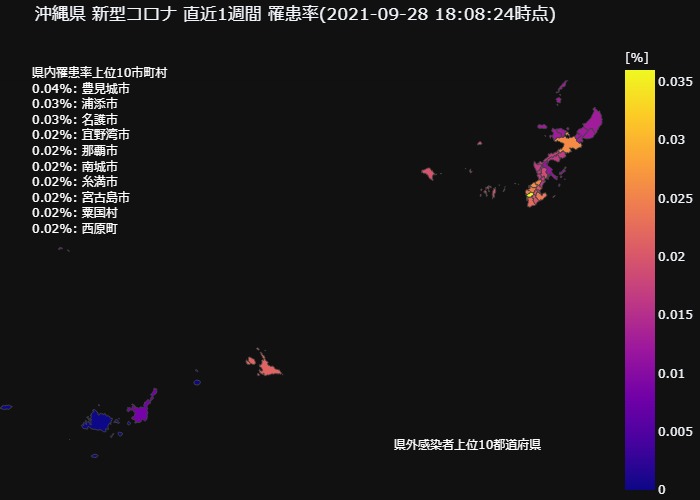 沖縄県 新型コロナ 直近1週間 罹患率(2021-09-28 18:08:24時点)
県内罹患率上位10市町村
0.04%: 豊見城市
0.03%: 浦添市
0.03%: 名護市
0.02%: 宜野湾市
0.02%: 那覇市
0.02%: 南城市
0.02%: 糸満市
0.02%: 宮古島市
0.02%: 粟国村
0.02%: 西原町
[%]
0.035
0.03
0.025
0.02
0.015
0.01
0.005
0
県外感染者上位10都道府県